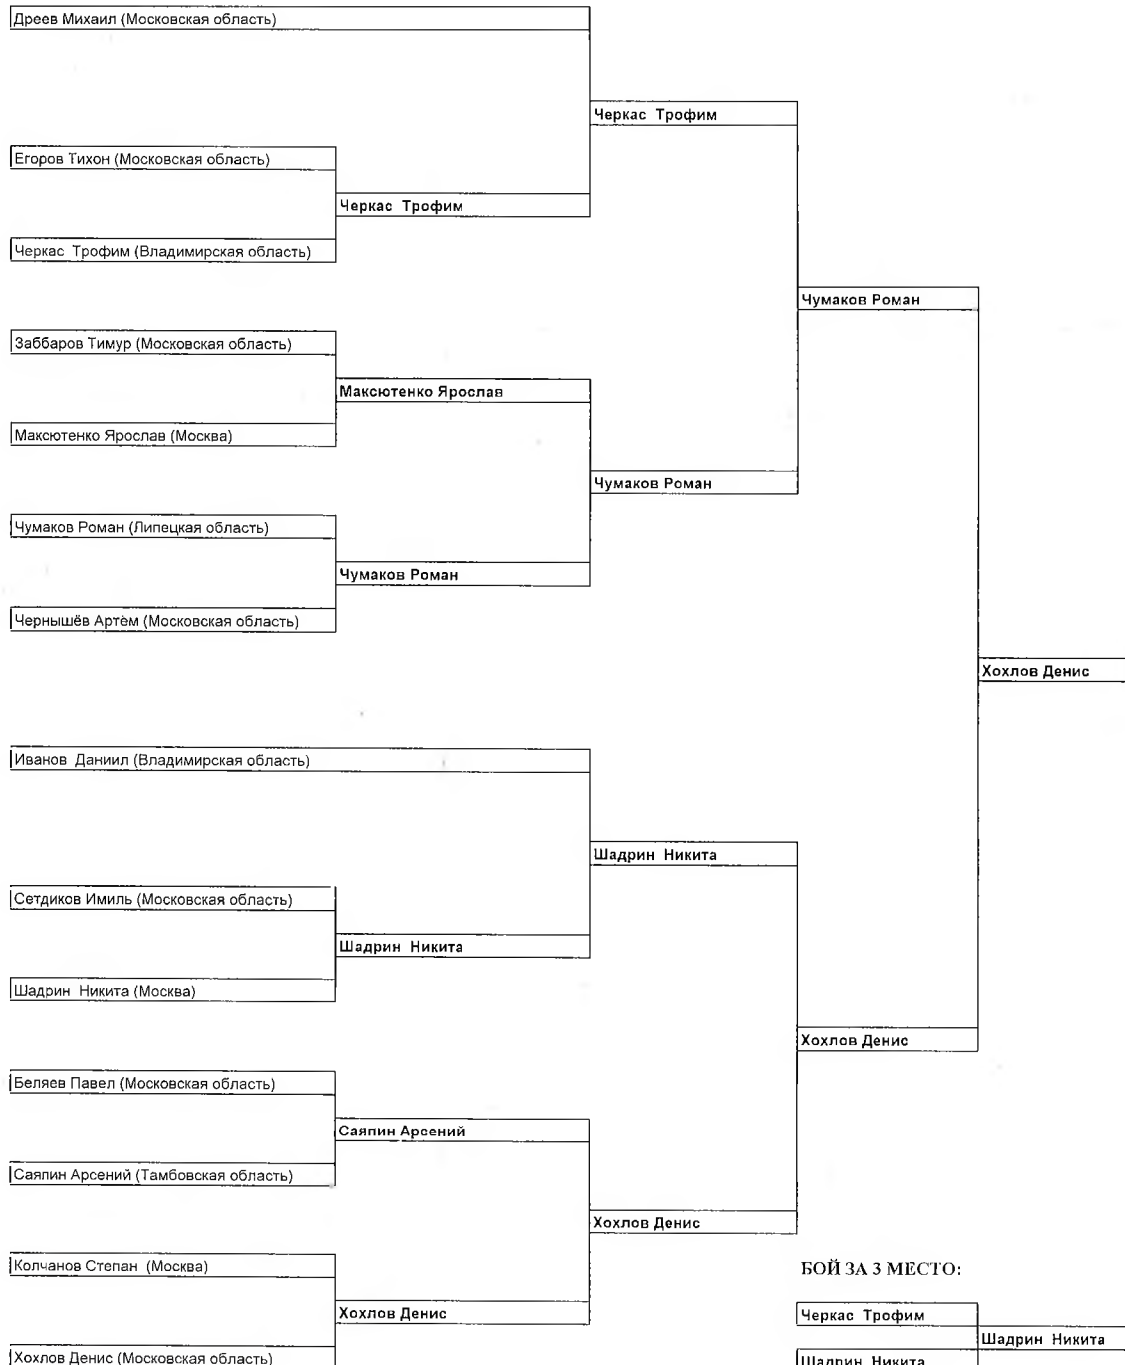 Дреев Михаил (Московская область)
Черкас Трофим
Егоров Тихон (Московская область)
Черкас Трофим
Черкас Трофим (Владимирская область)
Чумаков Роман
Заббаров Тимур (Московская область)
Максютенко Ярослав
Максютенко Ярослав (Москва)
Чумаков Роман
Чумаков Роман (Липецкая область)
Чумаков Роман
Чернышёв Артём (Московская область)
Хохлов Денис
Иванов Даниил (Владимирская область)
Шадрин Никита
Сетдиков Имиль (Московская область)
Шадрин Никита
Шадрин Никита (Москва)
Хохлов Денис
Беляев Павел (Московская область)
Саяпин Арсений
Саяпин Арсений (Тамбовская область)
Хохлов Денис
Колчанов Степан (Москва)
БОЙ ЗА 3 МЕСТО:
Хохлов Денис
Черкас Трофим
Шадрин Никита
Хохлов Денис (Московская область)
Шадрин Никита